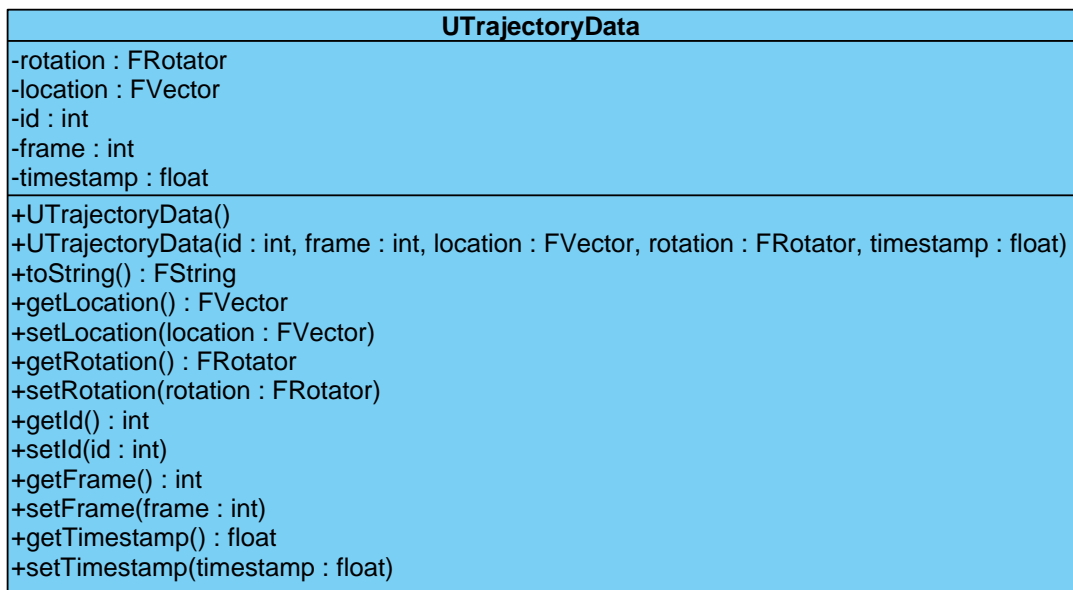 UTrajectoryData
-rotation : FRotator
-location : FVector
-id : int
-frame : int
-timestamp : float
+UTrajectoryData()
+UTrajectoryData(id : int, frame : int, location : FVector, rotation : FRotator, timestamp : float)
+toString() : FString
+getLocation() : FVector
+setLocation(location : FVector)
+getRotation() : FRotator
+setRotation(rotation : FRotator)
+getId() : int
+setId(id : int)
+getFrame() : int
+setFrame(frame : int)
+getTimestamp() : float
+setTimestamp(timestamp : float)